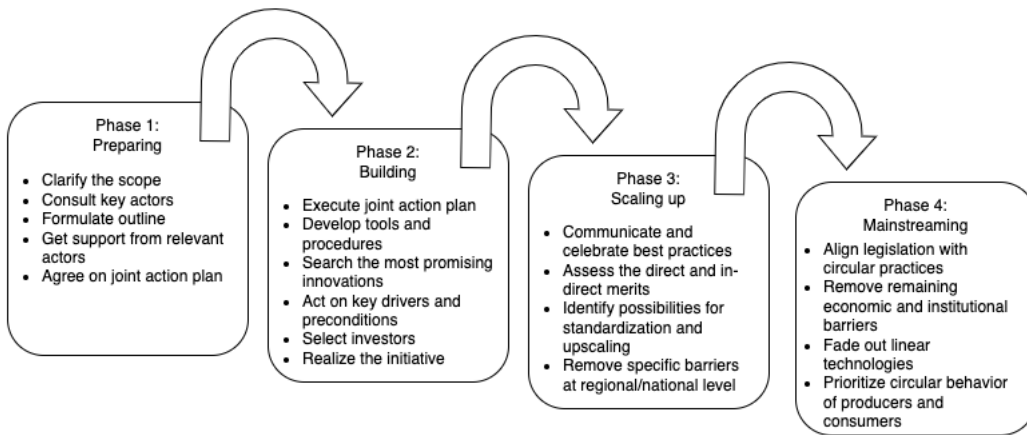 Phase 1:
Preparing
• Clarify the scope
• Consult key actors
• Formulate outline
• Get support from relevant
actors
• Agree on joint action plan
Phase 2:
Building
• Execute joint action plan
• Develop tools and
procedures
• Search the most promising
innovations
• Act on key drivers and
preconditions
• Select investors
• Realize the initiative
Phase 3:
Scaling up
• Communicate and
celebrate best practices
• Assess the direct and in-
direct merits
• Identify possibilities for
standardization and
upscaling
• Remove specific barriers
at regional/national level
Phase 4:
Mainstreaming
• Align legislation with
circular practices
• Remove remaining
economic and institutional
barriers
• Fade out linear
technologies
• Prioritize circular behavior
of producers and
consumers